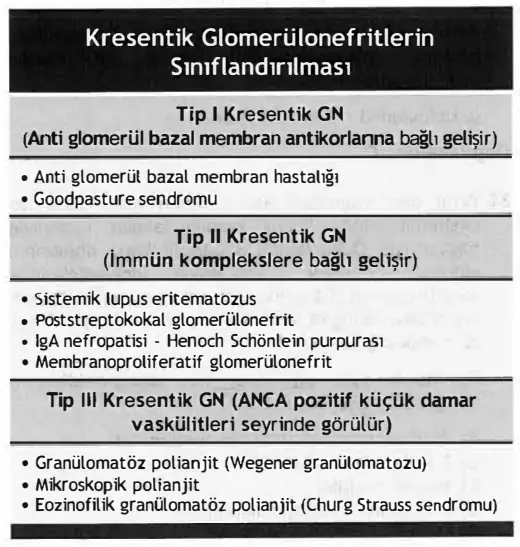 Kresentik Glomerülonefritlerin
Sınıflandırılması
Tip I Kresentik GN
(Anti glomerül bazal membran antikorlarına bağlı gelişir)
• Anti glomerül bazal membran hastalığı
• Goodpasture sendromu
Tip II Kresentik GN
(İmmün komplekslere bağlı gelişir)
• Sistemik lupus eritematozus
• Poststreptokokal glomerülonefrit
• IgA nefropatisi - Henoch Schönlein purpurası
• Membranoproliferatif glomerülonefrit
Tip III Kresentik GN (ANCA pozitif küçük damar
vaskülitleri seyrinde görülür)
• Granülomatöz polianjit (Wegener granülomatozu)
• Mikroskopik polianjit
• Eozinofilik granülomatöz polianjit (Churg Strauss sendromu)